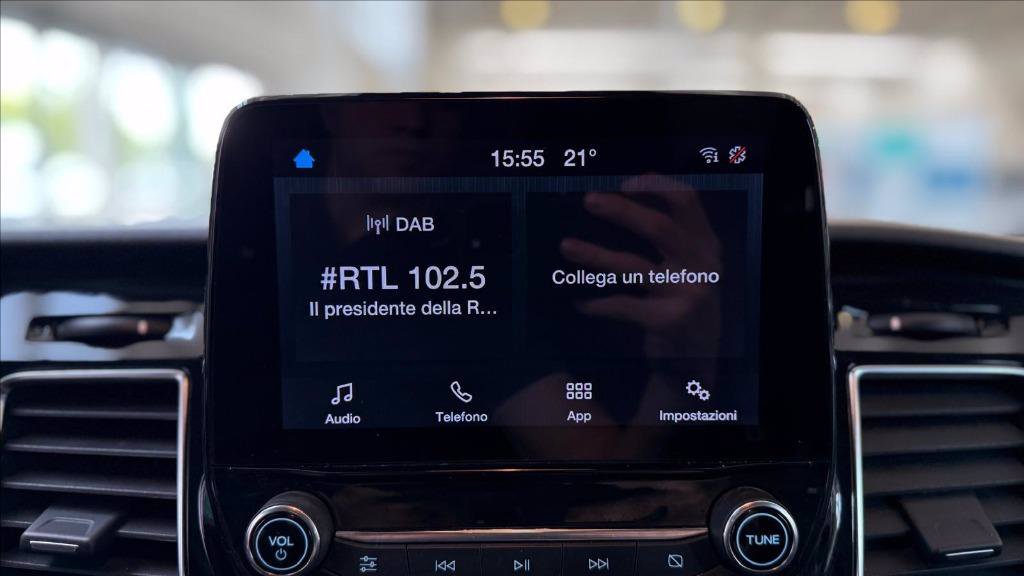 15:55 21°
DAB
#RTL 102.5
Il presidente della R...
Collega un telefono
Audio
Telefono
App
Impostazioni
VOL
TUNE